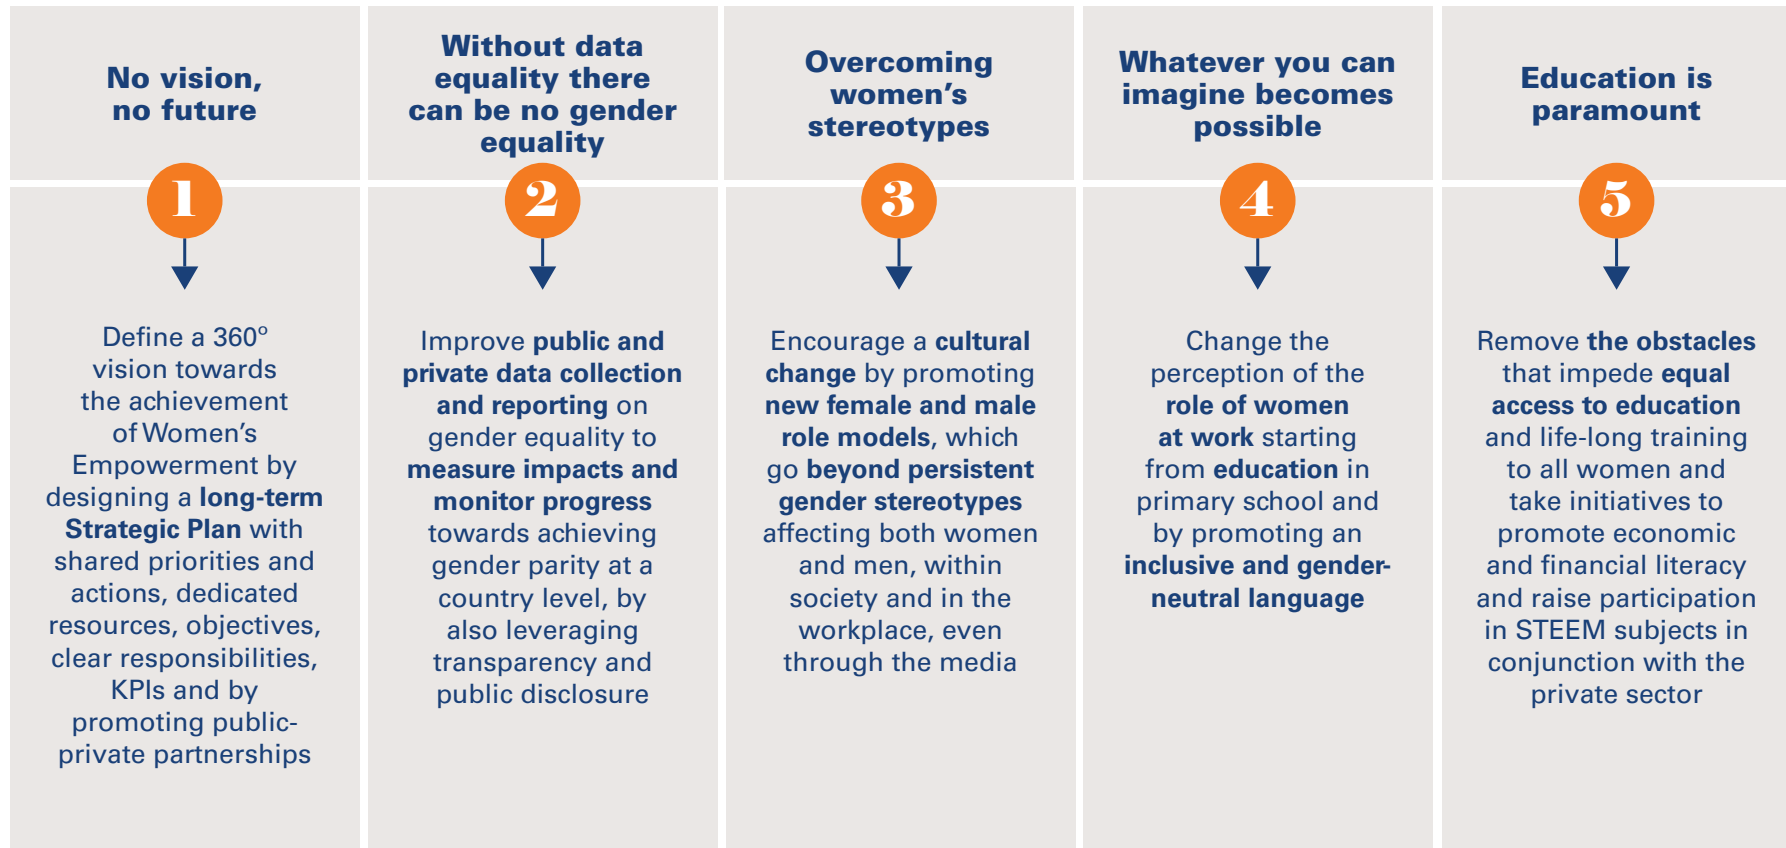 No vision,
no future
1
Define a 360º
vision towards
the achievement
of Women’s
Empowerment by
designing a long-term
Strategic Plan with
shared priorities and
actions, dedicated
resources, objectives,
clear responsibilities,
KPIs and by
promoting public-
private partnerships
Without data
equality there
can be no gender
equality
2
Improve public and
private data collection
and reporting on
gender equality to
measure impacts and
monitor progress
towards achieving
gender parity at a
country level, by
also leveraging
transparency and
public disclosure
Overcoming
women’s
stereotypes
3
Encourage a cultural
change by promoting
new female and male
role models, which
go beyond persistent
gender stereotypes
affecting both women
and men, within
society and in the
workplace, even
through the media
Whatever you can
imagine becomes
possible
4
Change the
perception of the
role of women
at work starting
from education in
primary school and
by promoting an
inclusive and gender-
neutral language
Education is
paramount
5
Remove the obstacles
that impede equal
access to education
and life-long training
to all women and
take initiatives to
promote economic
and financial literacy
and raise participation
in STEEM subjects in
conjunction with the
private sector